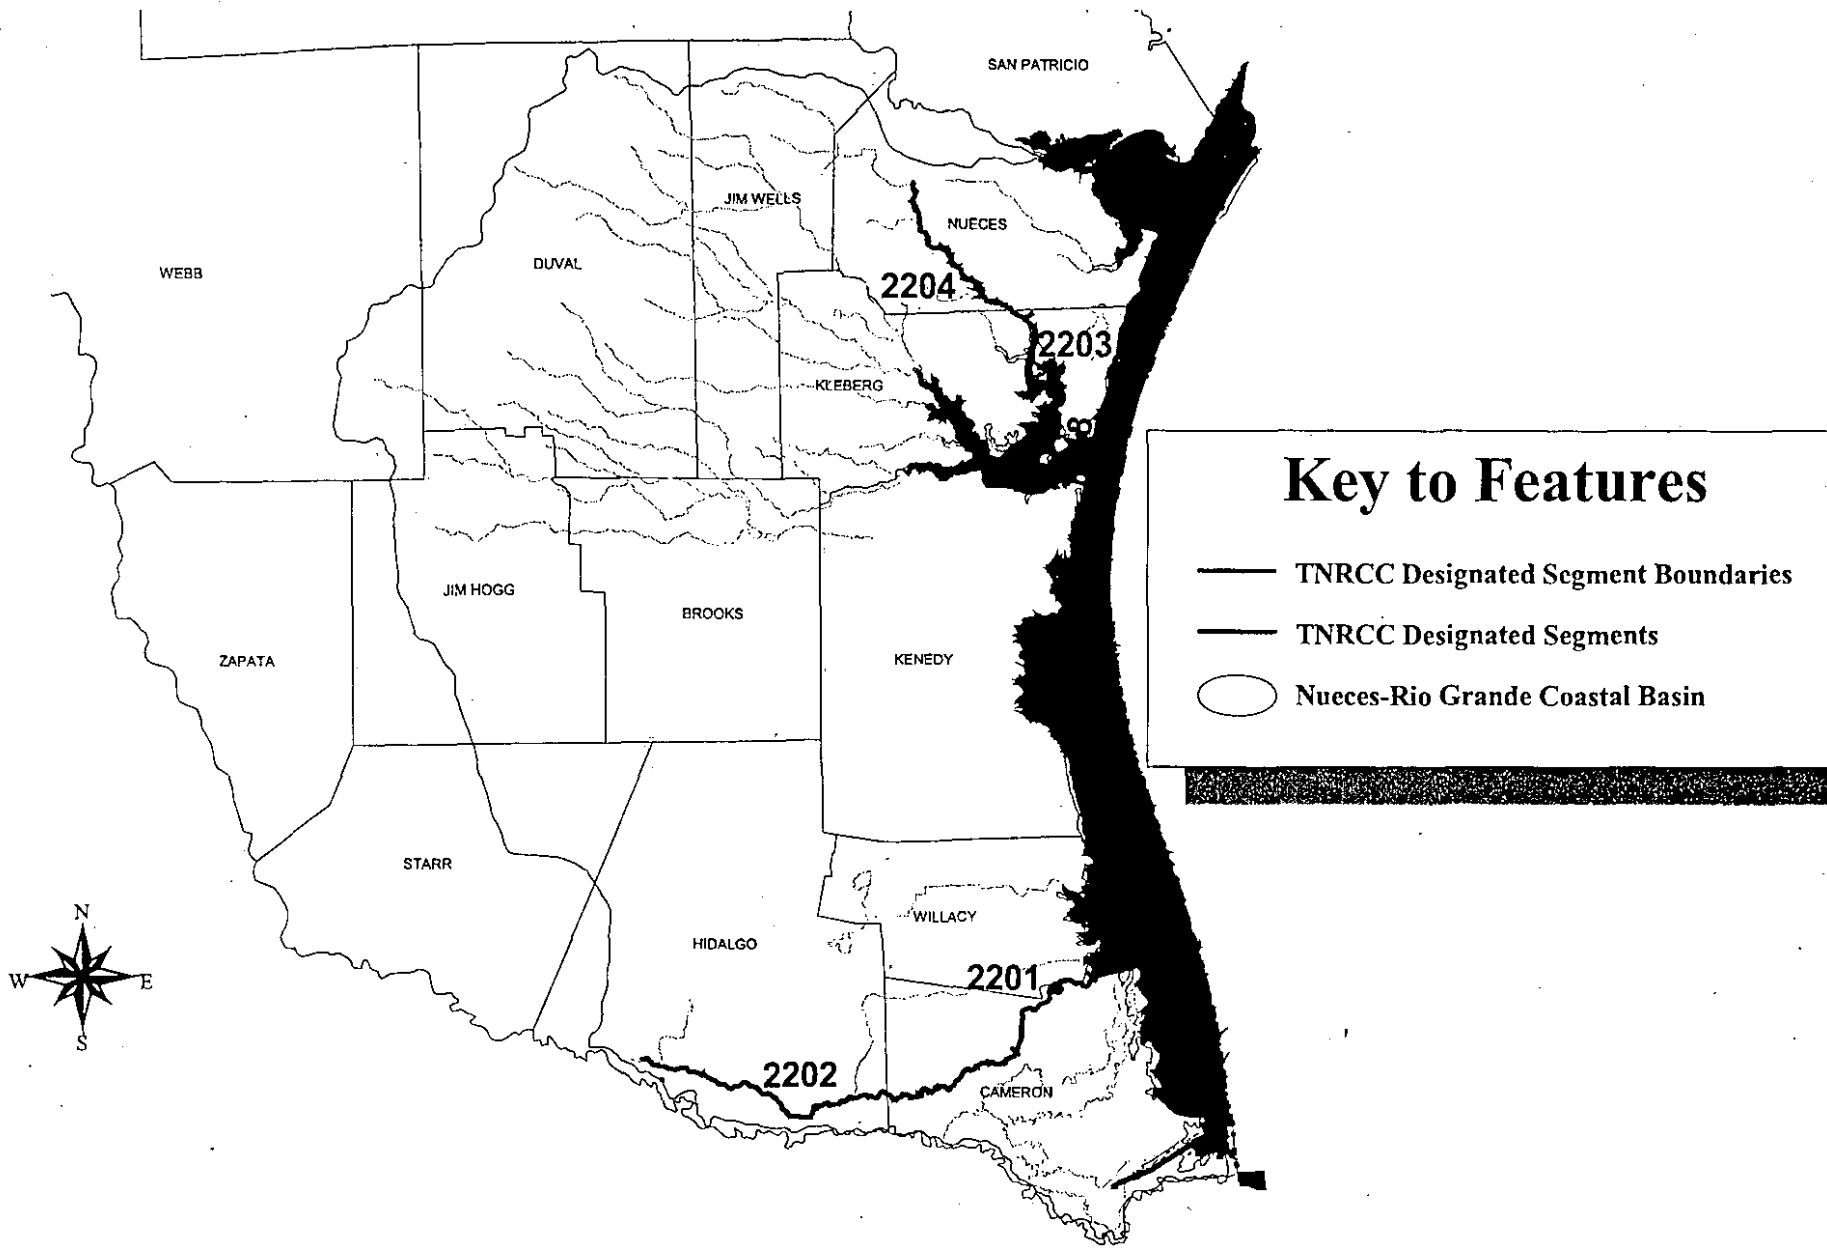 SAN PATRICIO
JIM WELLS
NUECES
WEBB
DUVAL
2204
2203
KLEBERG
8
Key to Features
TNRCC Designated Segment Boundaries
TNRCC Designated Segments
Nueces-Rio Grande Coastal Basin
JIM HOGG
BROOKS
ZAPATA
KENEDY
STARR
WILLACY
HIDALGO
2201
N
W
E
S
2202
CAMERON